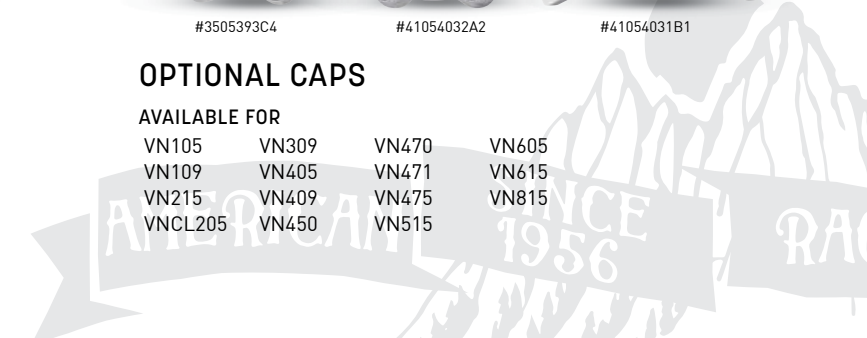 #3505393C4 #41054032A2 #41054031B1
OPTIONAL CAPS
AVAILABLE FOR
VN105 VN309 VN470 VN605
VN109 VN405 VN471 VN615
VN215 VN409 VN475 VN815
VNCL205 VN450 VN515
AMERICAN SINCE 1956